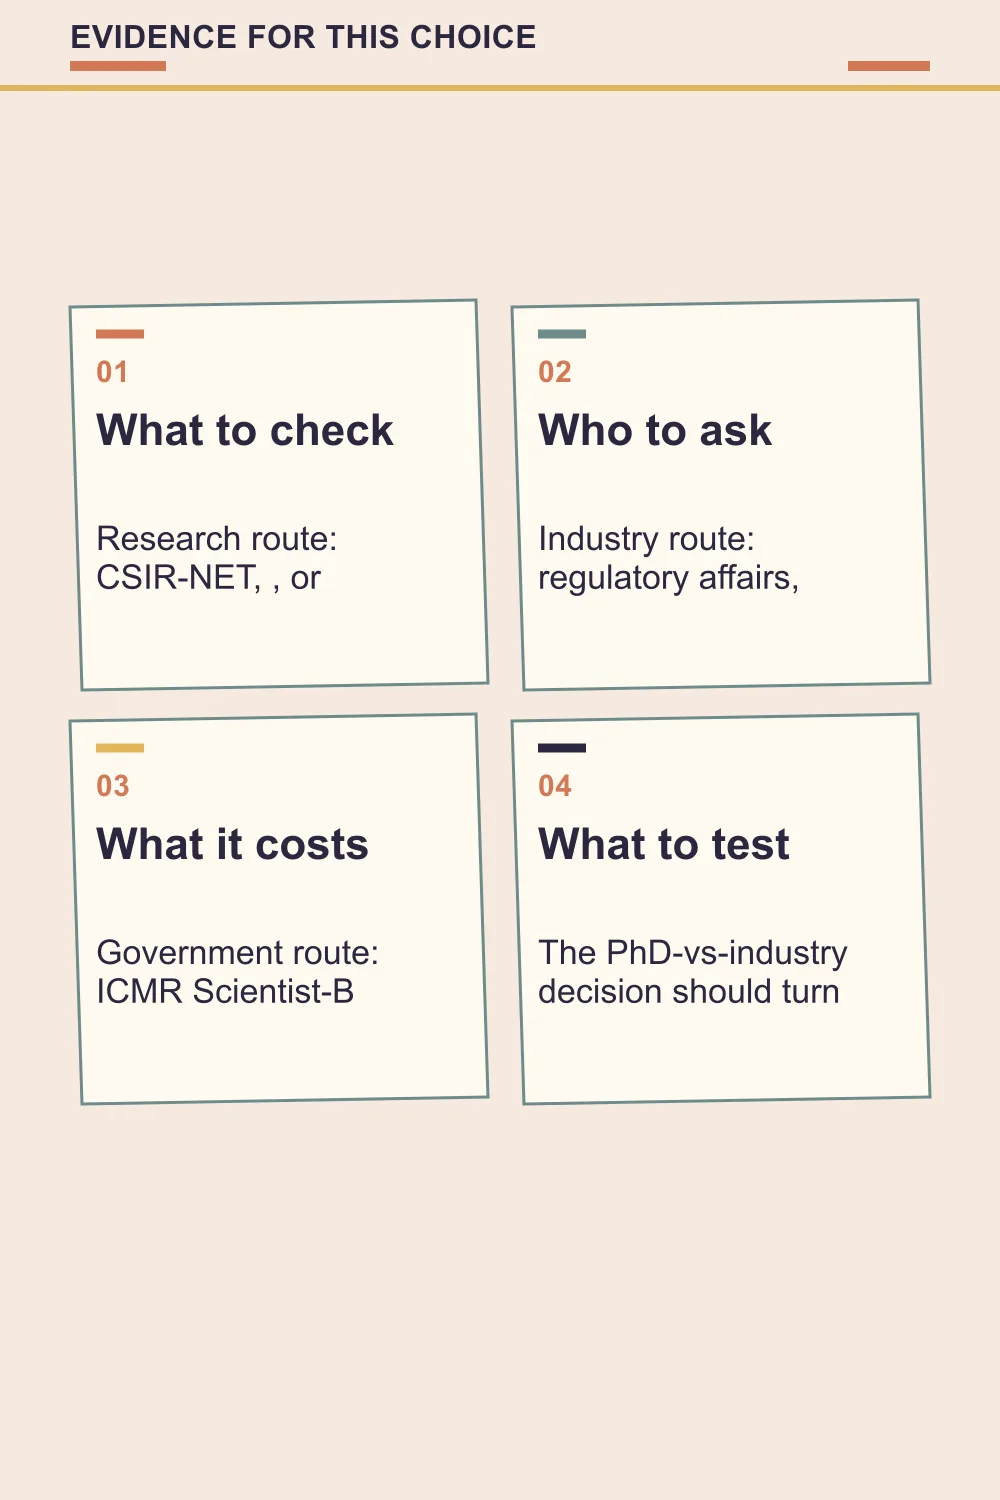 EVIDENCE FOR THIS CHOICE
01
What to check
Research route:
CSIR-NET, , or
02
Who to ask
Industry route:
regulatory affairs,
03
What it costs
Government route:
ICMR Scientist-B
04
What to test
The PhD-vs-industry
decision should turn